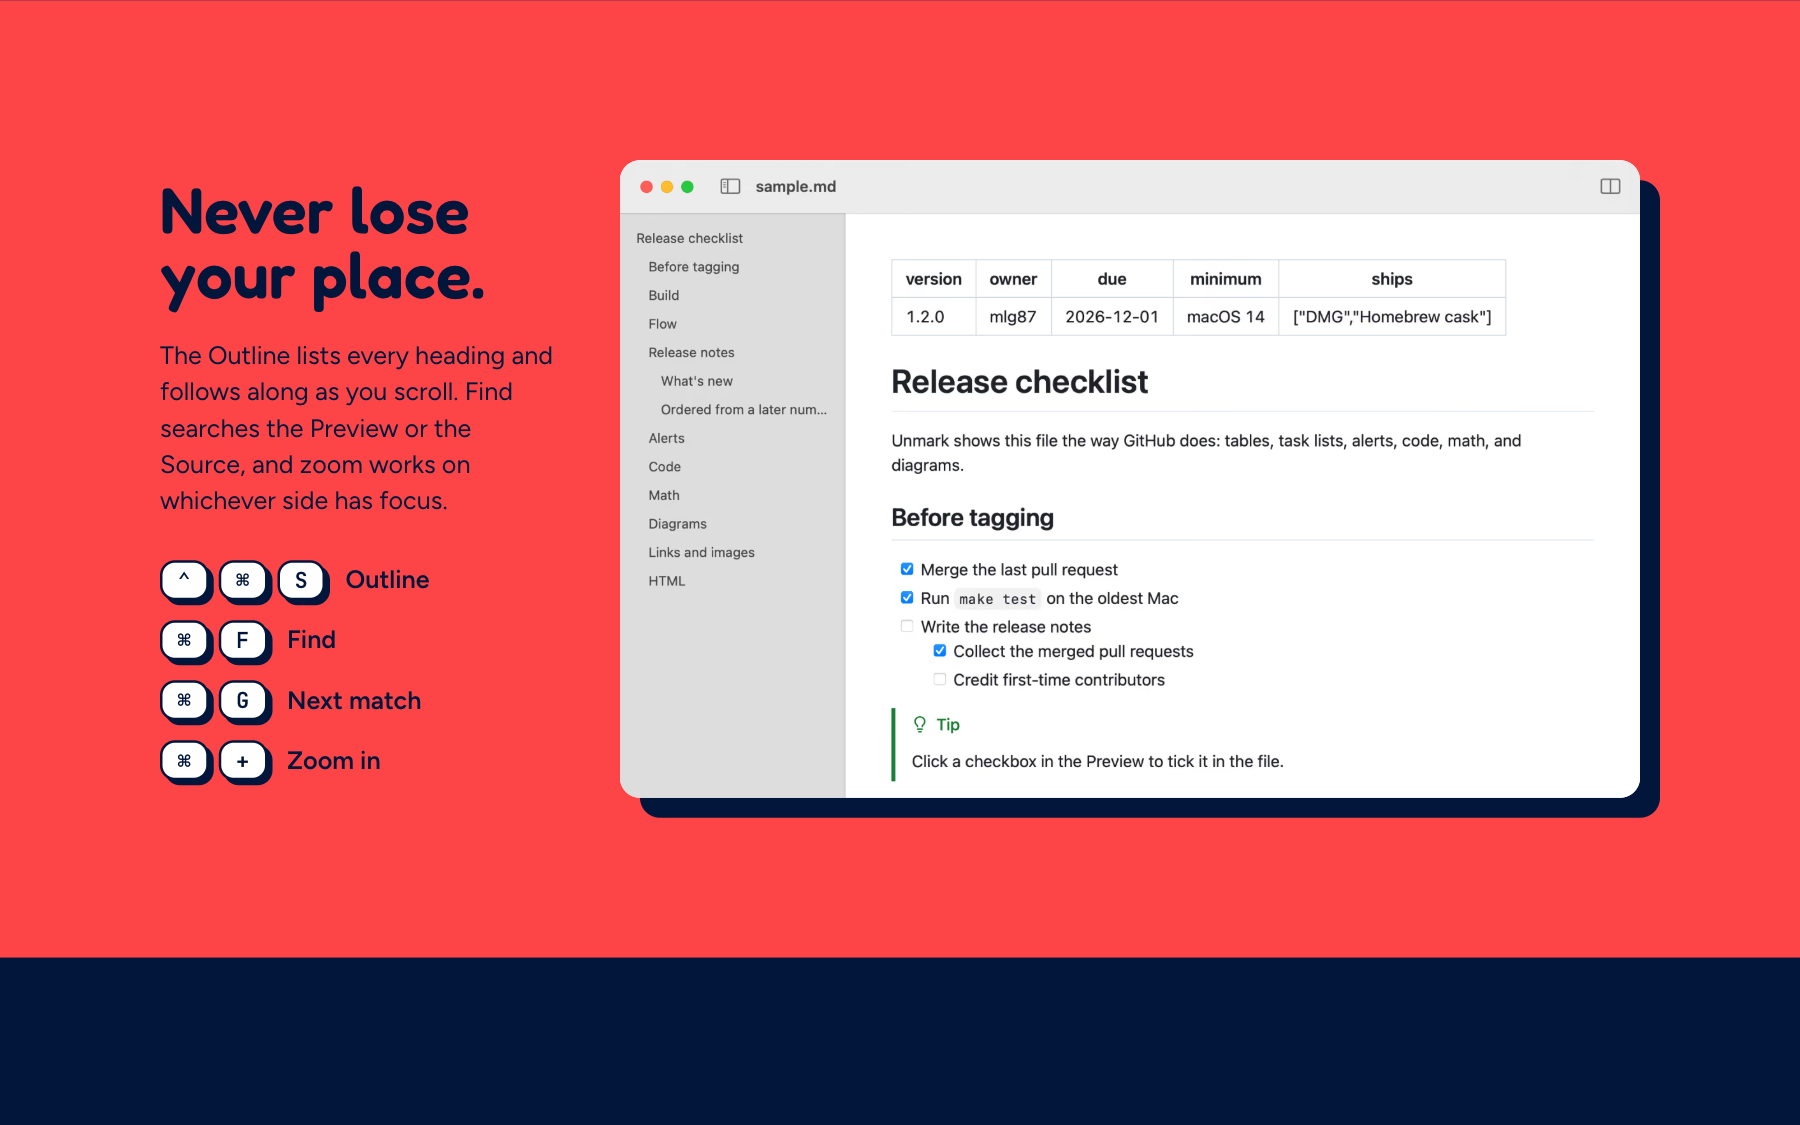 Never lose
your place.
The Outline lists every heading and
follows along as you scroll. Find
searches the Preview or the
Source, and zoom works on
whichever side has focus.
^ ⌘ S Outline
⌘ F Find
⌘ G Next match
⌘ + Zoom in
sample.md
Release checklist
Before tagging
Build
Flow
Release notes
What's new
Ordered from a later num...
Alerts
Code
Math
Diagrams
Links and images
HTML
version owner due minimum ships
1.2.0 mlg87 2026-12-01 macOS 14 ["DMG","Homebrew cask"]
Release checklist
Unmark shows this file the way GitHub does: tables, task lists, alerts, code, math, and
diagrams.
Before tagging
Merge the last pull request
Run make test on the oldest Mac
Write the release notes
Collect the merged pull requests
Credit first-time contributors
Tip
Click a checkbox in the Preview to tick it in the file.